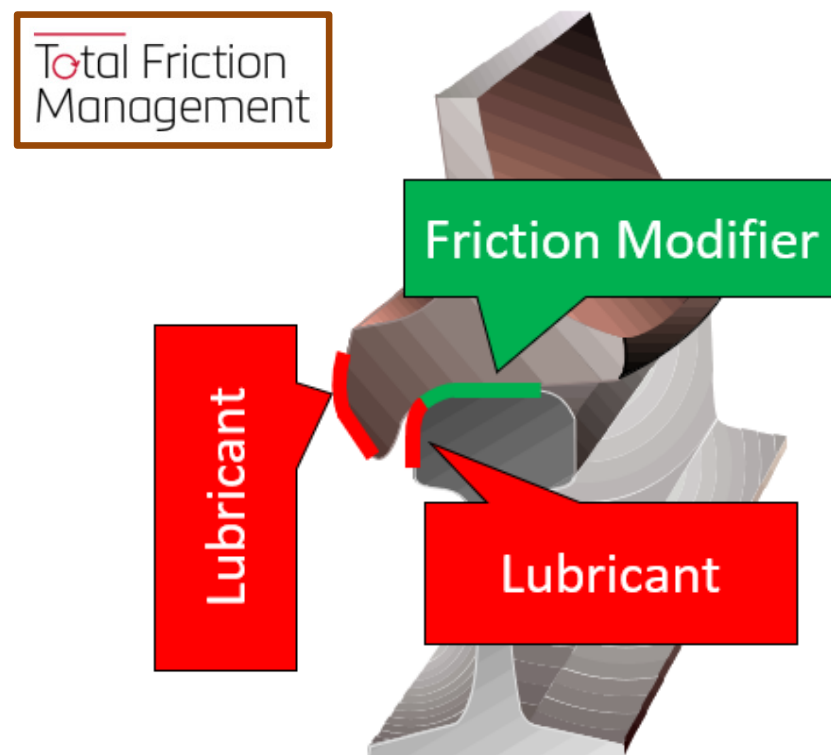 Total Friction
Management
Friction Modifier
Lubricant
Lubricant